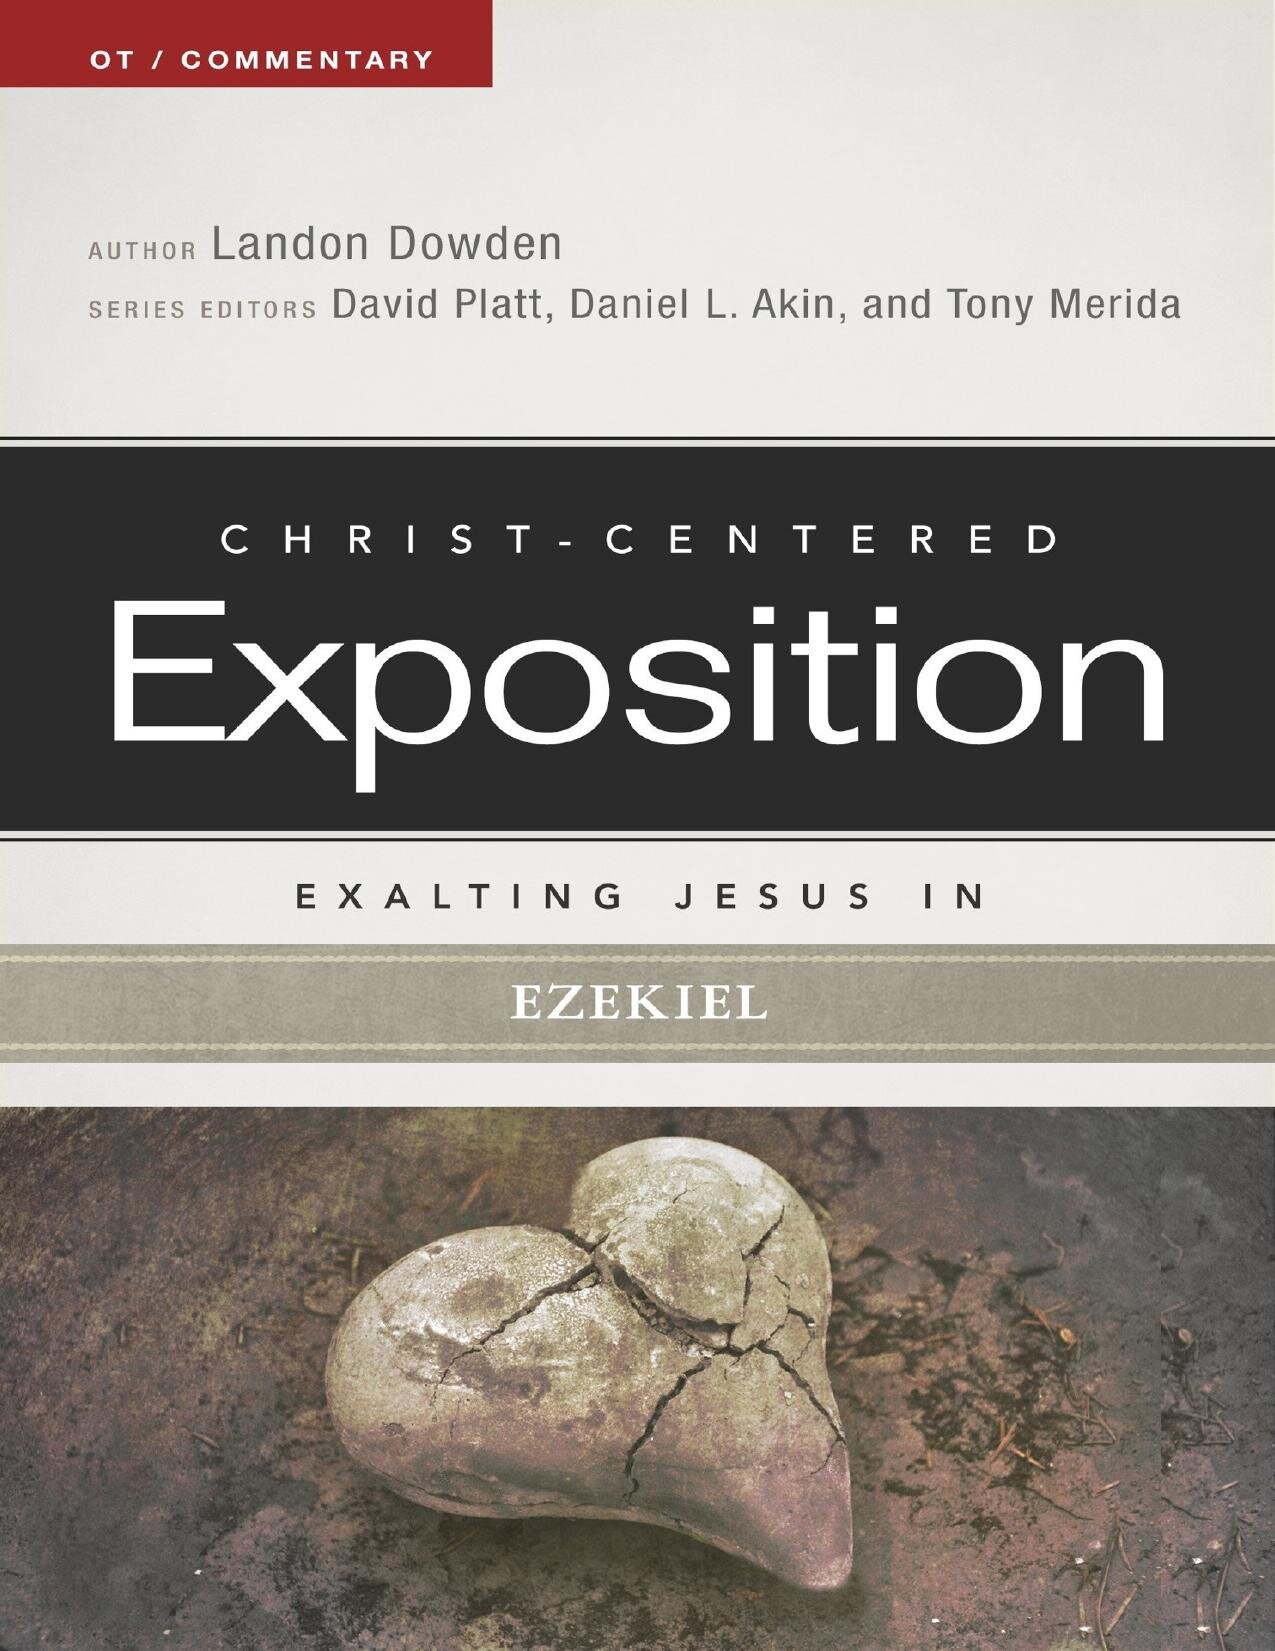 OT / COMMENTARY
AUTHOR Landon Dowden
SERIES EDITORS David Platt, Daniel L. Akin, and Tony Merida
CHRIST-CENTERED
Exposition
EXALTING JESUS IN
EZEKIEL